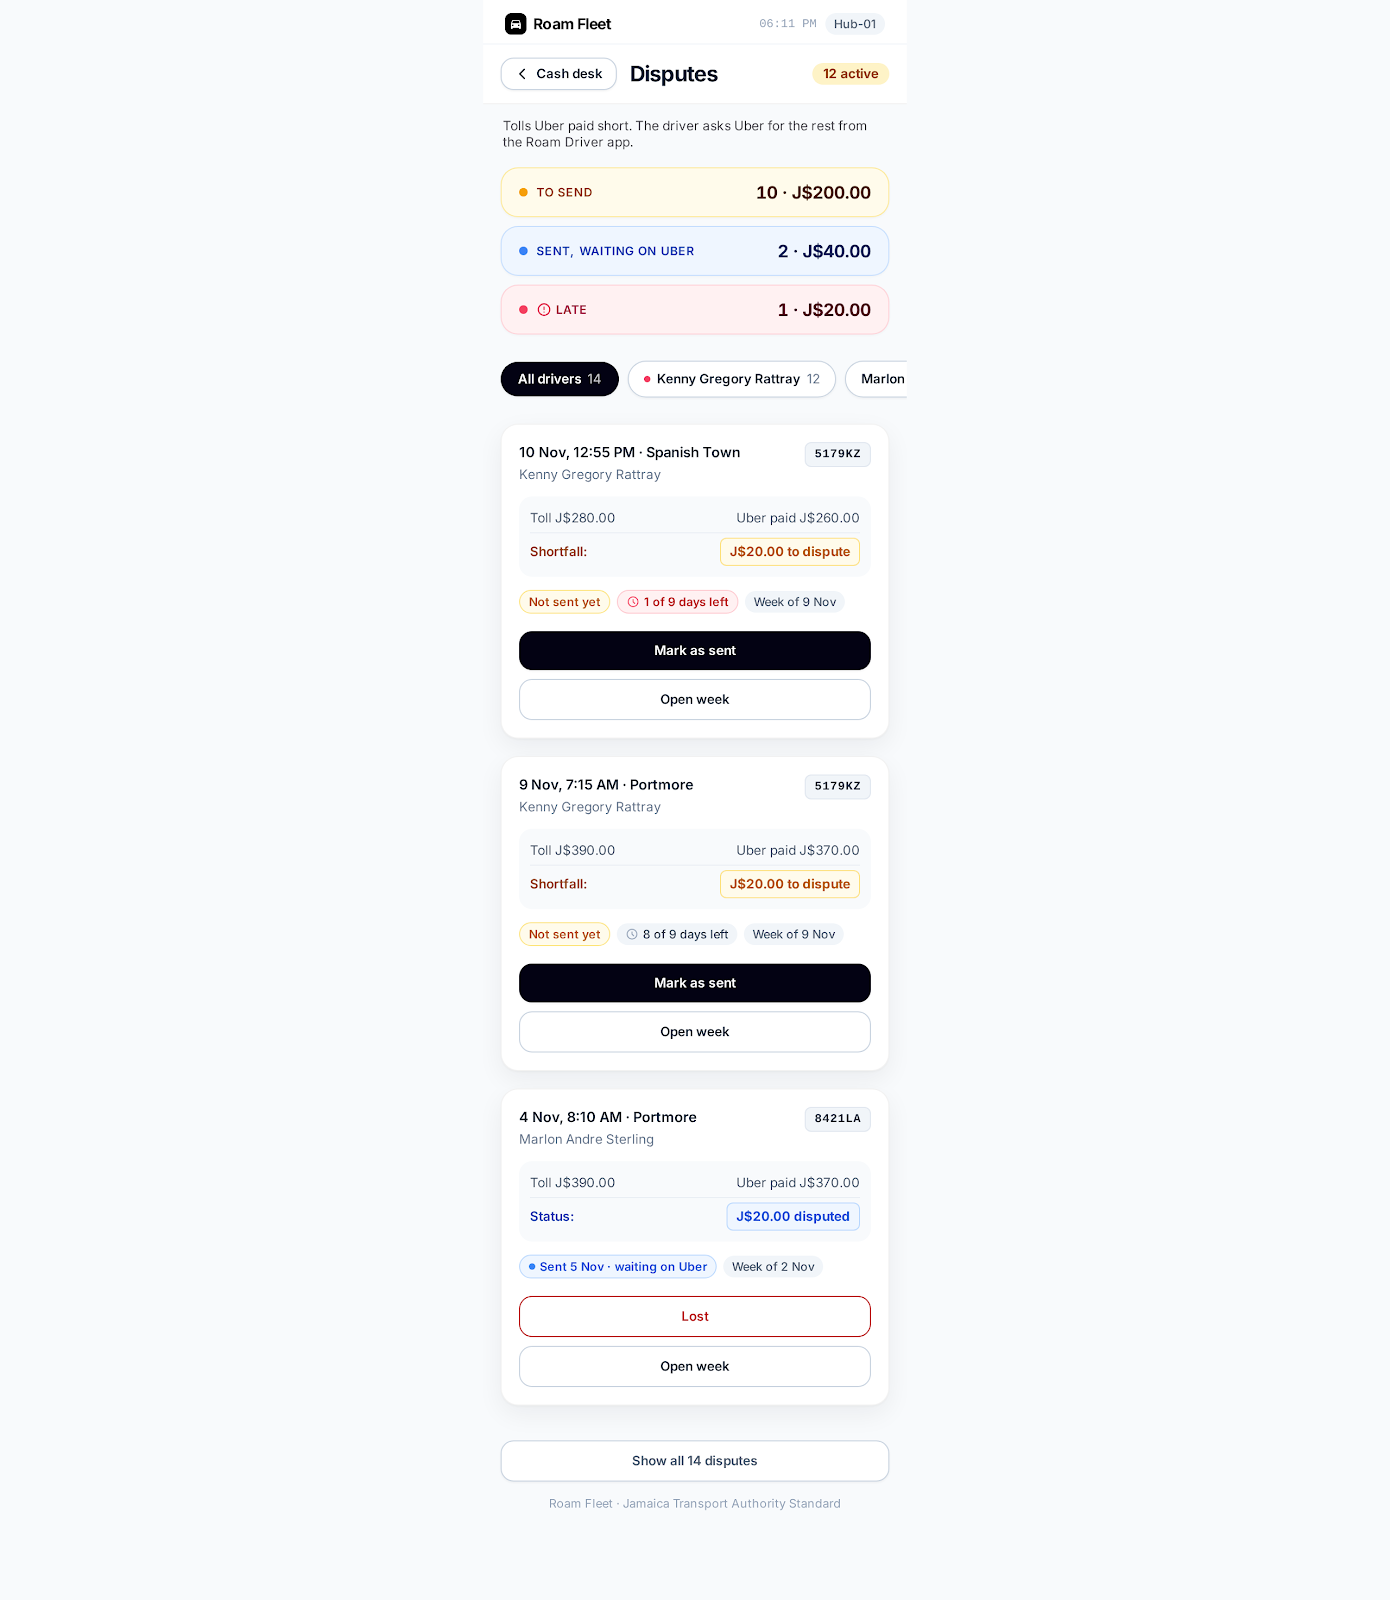 Roam Fleet
06:11 PM
Hub-01
Cash desk
Disputes
12 active
Tolls Uber paid short. The driver asks Uber for the rest from
the Roam Driver app.
TO SEND
10 · J$200.00
SENT, WAITING ON UBER
2 · J$40.00
LATE
1 · J$20.00
All drivers 14
Kenny Gregory Rattray 12
Marlon
10 Nov, 12:55 PM · Spanish Town
5179KZ
Kenny Gregory Rattray
Toll J$280.00
Uber paid J$260.00
Shortfall:
J$20.00 to dispute
Not sent yet
1 of 9 days left
Week of 9 Nov
Mark as sent
Open week
9 Nov, 7:15 AM · Portmore
5179KZ
Kenny Gregory Rattray
Toll J$390.00
Uber paid J$370.00
Shortfall:
J$20.00 to dispute
Not sent yet
8 of 9 days left
Week of 9 Nov
Mark as sent
Open week
4 Nov, 8:10 AM · Portmore
8421LA
Marlon Andre Sterling
Toll J$390.00
Uber paid J$370.00
Status:
J$20.00 disputed
Sent 5 Nov · waiting on Uber
Week of 2 Nov
Lost
Open week
Show all 14 disputes
Roam Fleet · Jamaica Transport Authority Standard